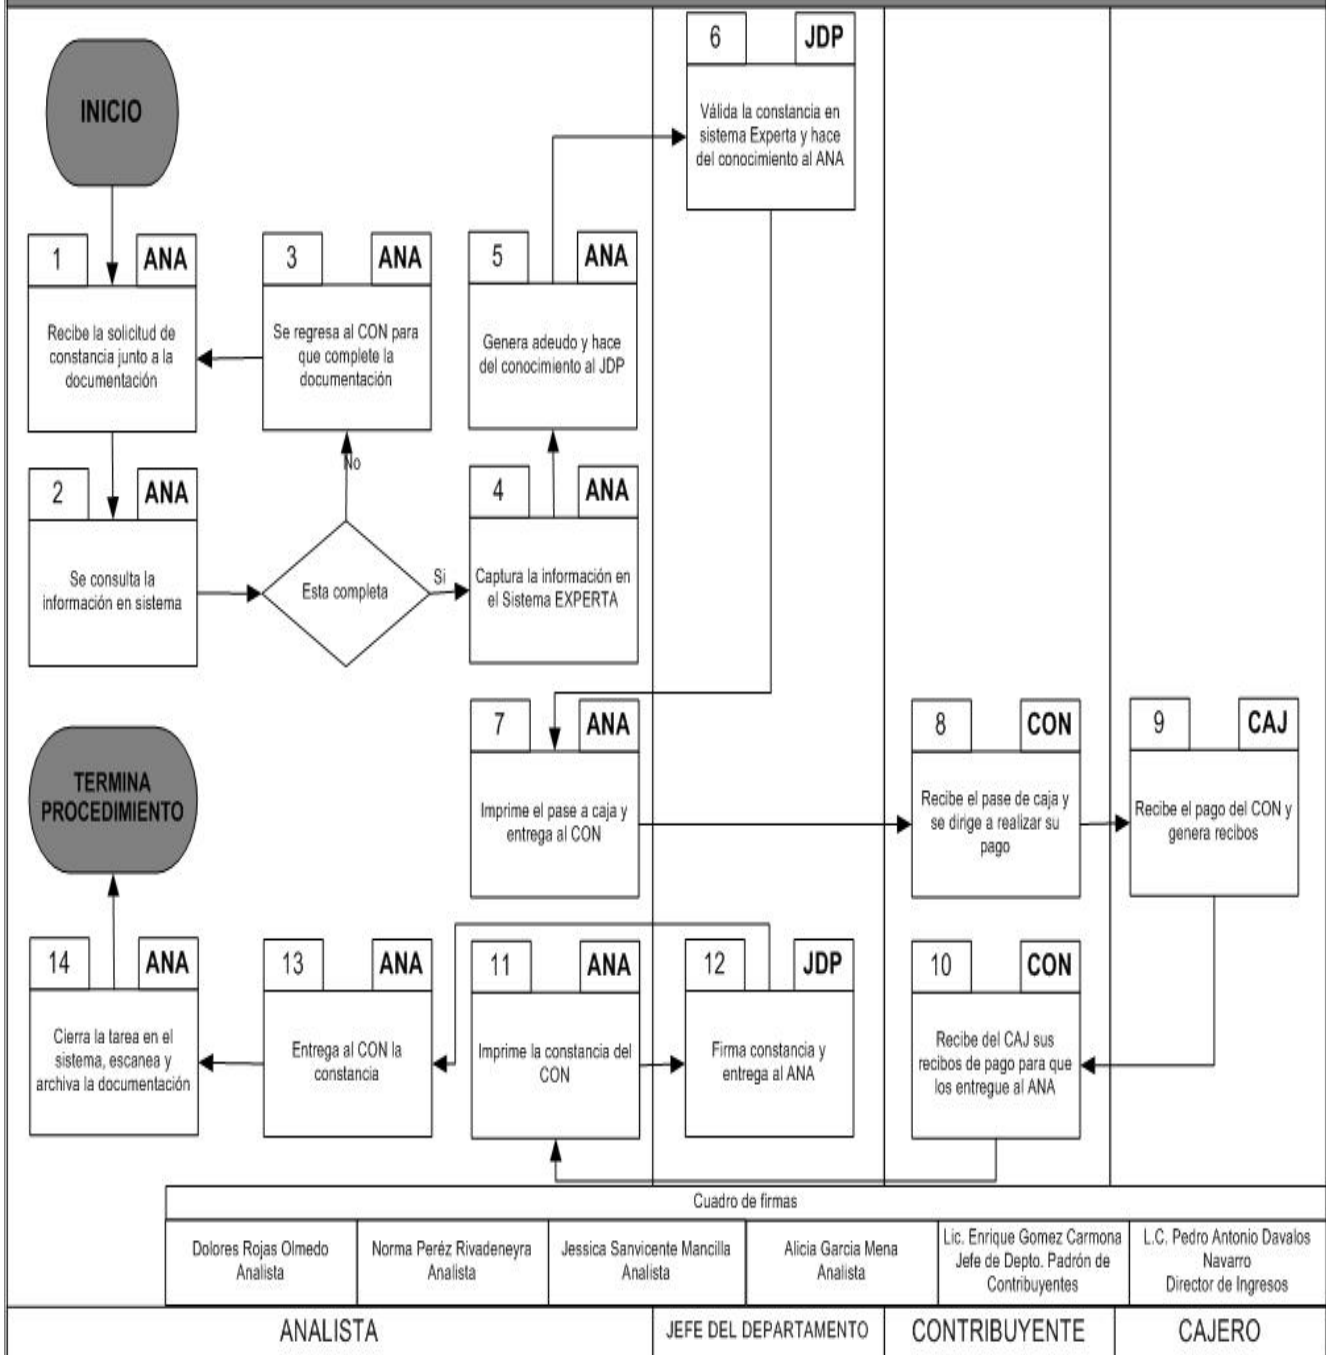 INICIO
1
ANA
Recibe la solicitud de
constancia junto a la
documentación
2
ANA
Se consulta la
información en sistema
Esta completa
No
Si
3
ANA
Se regresa al CON para
que complete la
documentación
4
ANA
Captura la información en
el Sistema EXPERTA
5
ANA
Genera adeudo y hace
del conocimiento al JDP
6
JDP
Válida la constancia en
sistema Experta y hace
del conocimiento al ANA
7
ANA
Imprime el pase a caja y
entrega al CON
8
CON
Recibe el pase de caja y
se dirige a realizar su
pago
9
CAJ
Recibe el pago del CON y
genera recibos
10
CON
Recibe del CAJ sus
recibos de pago para que
los entregue al ANA
11
ANA
Imprime la constancia del
CON
12
JDP
Firma constancia y
entrega al ANA
13
ANA
Entrega al CON la
constancia
14
ANA
Cierra la tarea en el
sistema, escanea y
archiva la documentación
TERMINA
PROCEDIMIENTO
Cuadro de firmas
Dolores Rojas Olmedo
Analista
Norma Peréz Rivadeneyra
Analista
Jessica Sanvicente Mancilla
Analista
Alicia Garcia Mena
Analista
Lic. Enrique Gomez Carmona
Jefe de Depto. Padrón de
Contribuyentes
L.C. Pedro Antonio Davalos
Navarro
Director de Ingresos
ANALISTA
JEFE DEL DEPARTAMENTO
CONTRIBUYENTE
CAJERO